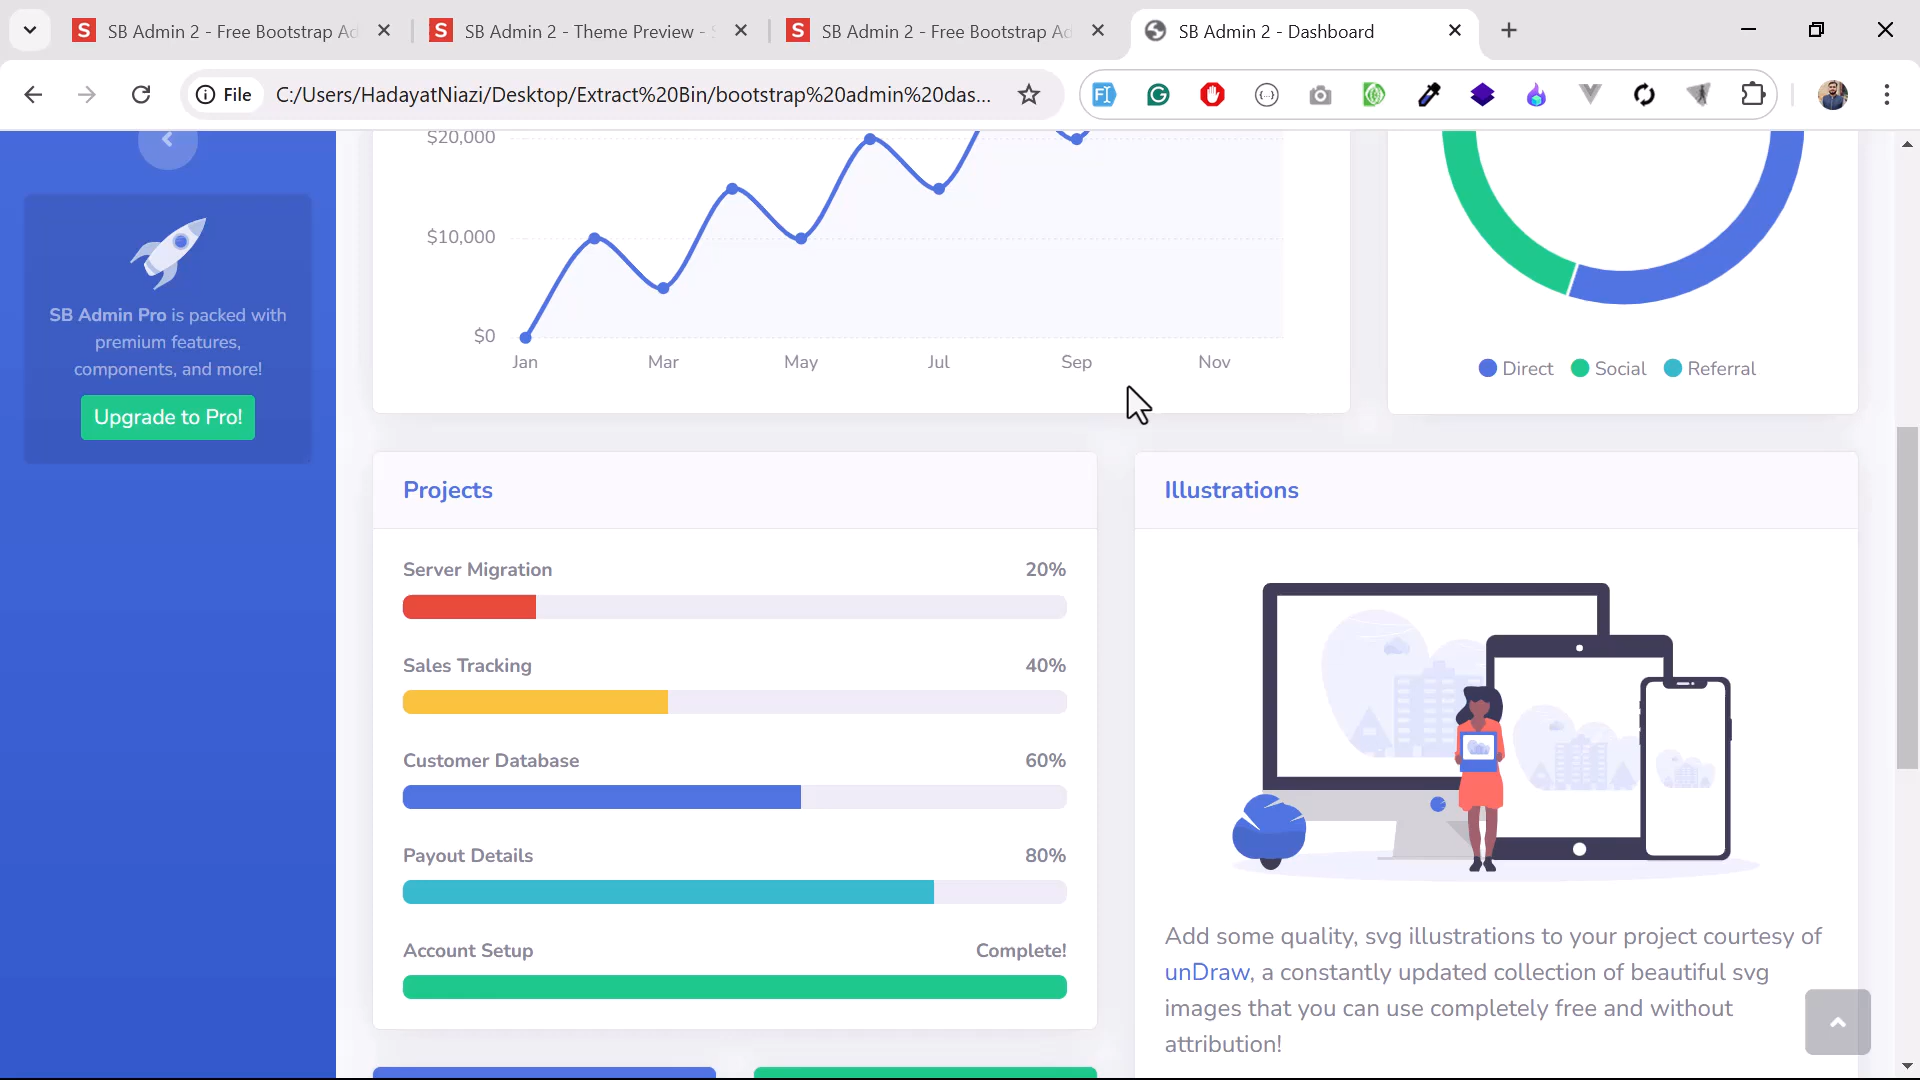 SB Admin 2 - Free Bootstrap Ad
SB Admin 2 - Theme Preview - S
SB Admin 2 - Free Bootstrap Ad
SB Admin 2 - Dashboard
File
C:/Users/HadayatNiazi/Desktop/Extract%20Bin/bootstrap%20admin%20das...
SB Admin Pro is packed with
premium features,
components, and more!
Upgrade to Pro!
$20,000
$10,000
$0
Jan
Mar
May
Jul
Sep
Nov
Direct
Social
Referral
Projects
Server Migration
20%
Sales Tracking
40%
Customer Database
60%
Payout Details
80%
Account Setup
Complete!
Illustrations
Add some quality, svg illustrations to your project courtesy of
unDraw, a constantly updated collection of beautiful svg
images that you can use completely free and without
attribution!